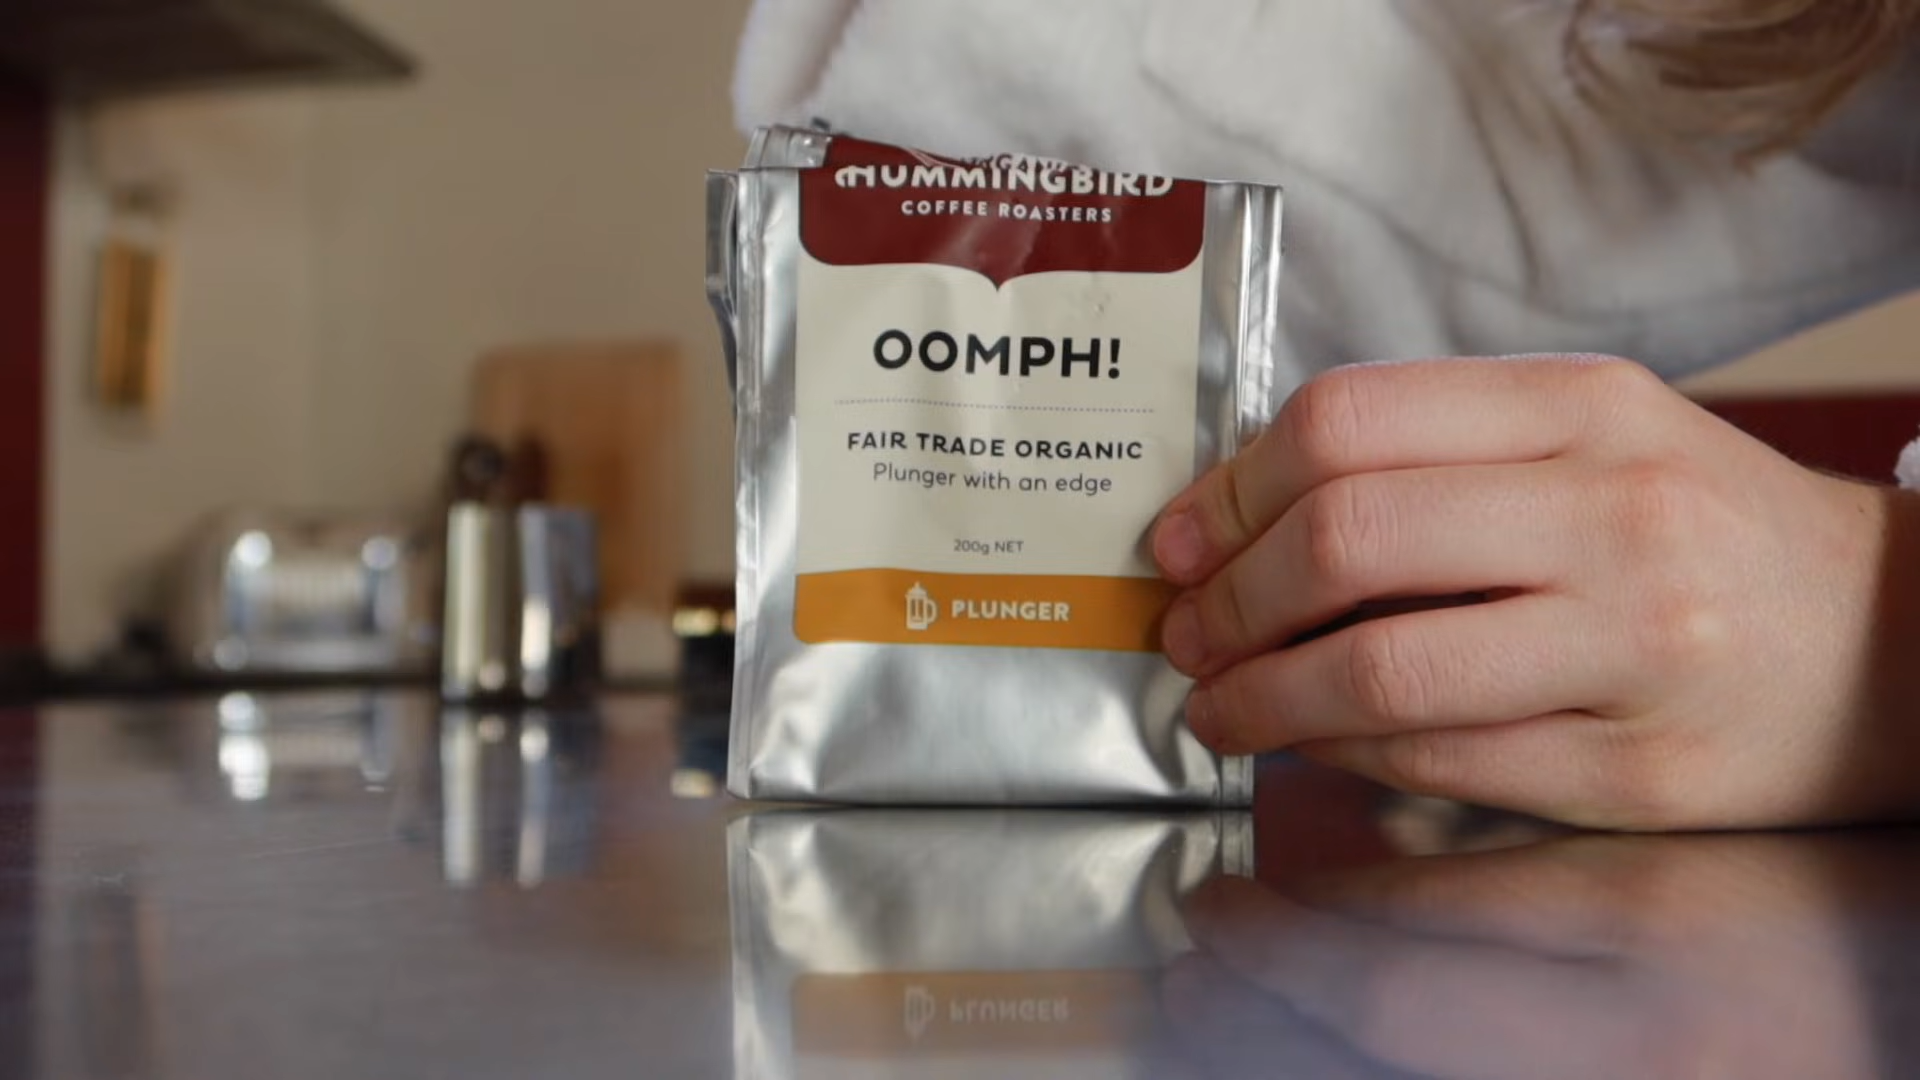 HUMMINGBIRD
COFFEE ROASTERS
OOMPH!
FAIR TRADE ORGANIC
Plunger with an edge
200g NET
PLUNGER